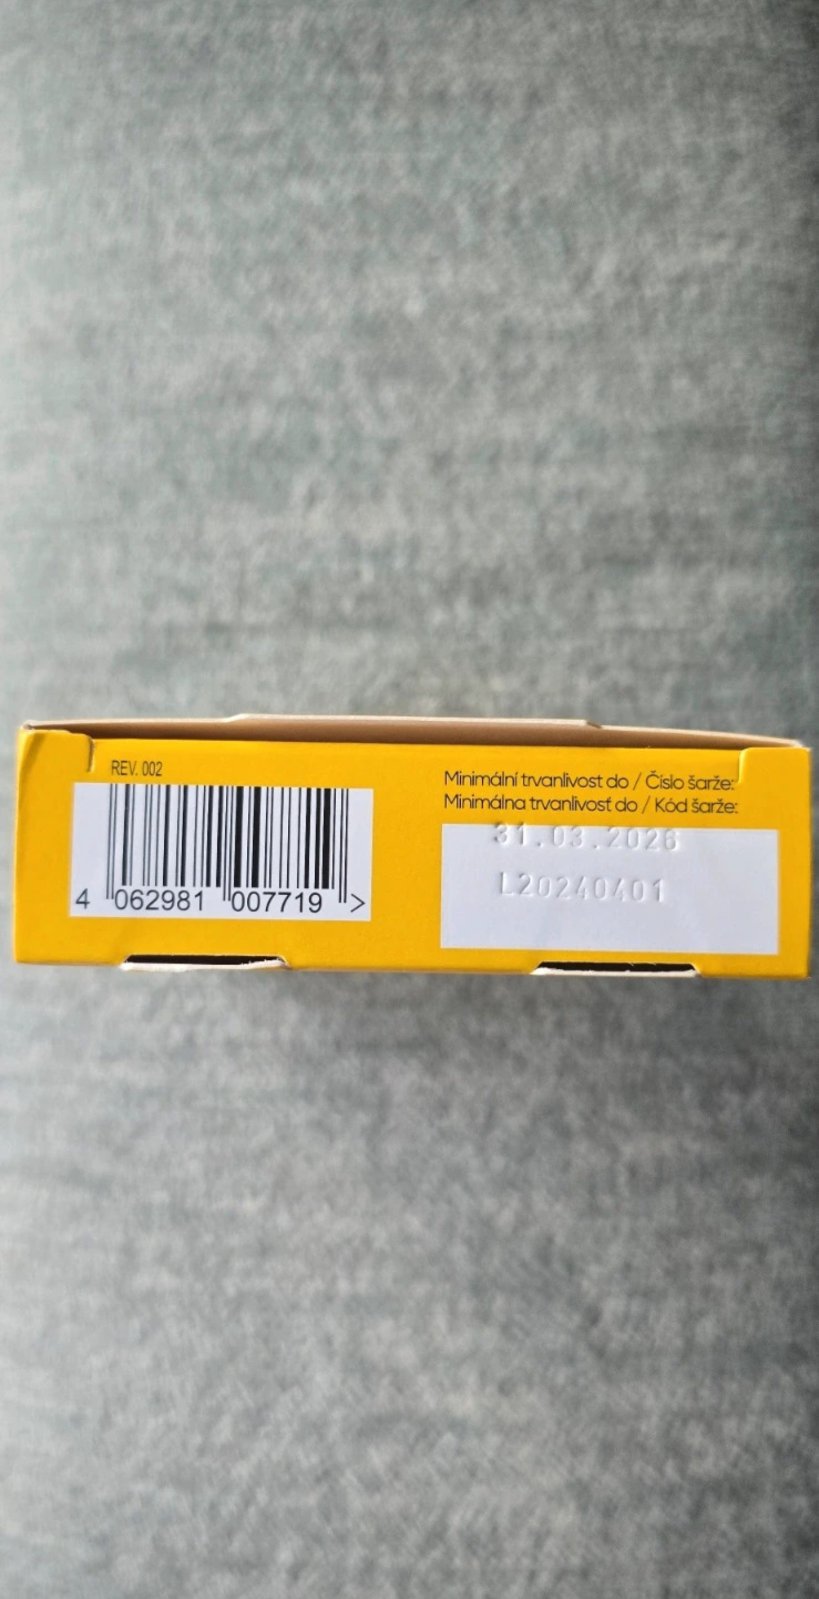 REV. 002
4 062981 007719 >
Minimální trvanlivost do / Číslo šarže:
Minimálna trvanlivosť do / Kód šarže:
31.03.2026
L20240401